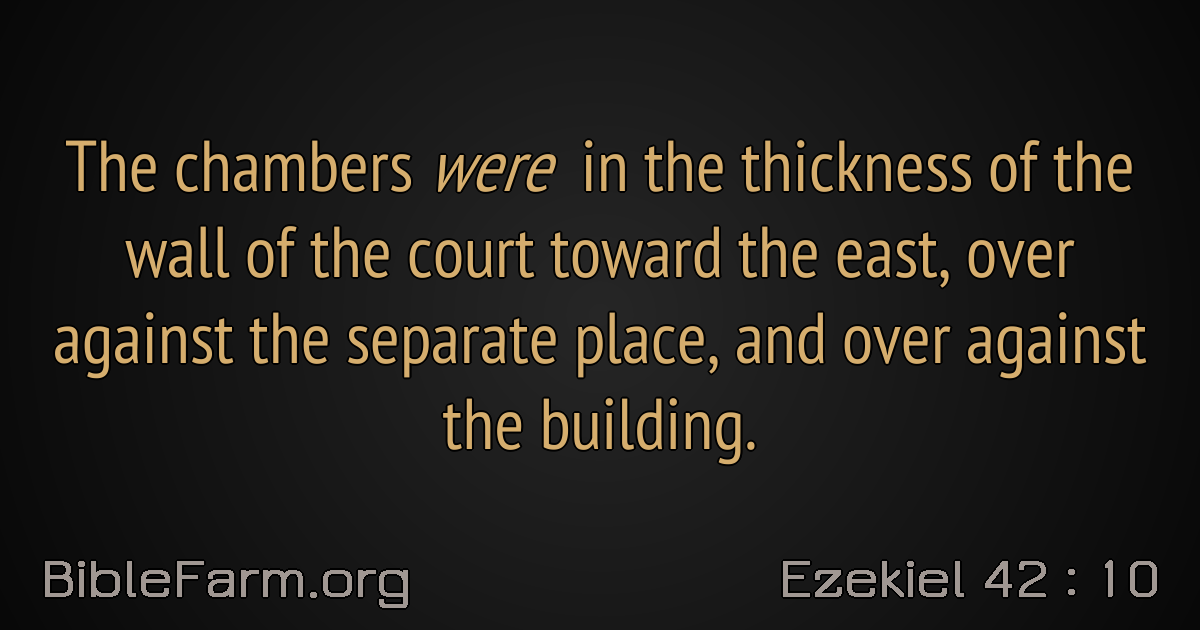 The chambers were in the thickness of the
wall of the court toward the east, over
against the separate place, and over against
the building.
BibleFarm.org
Ezekiel 42 : 10